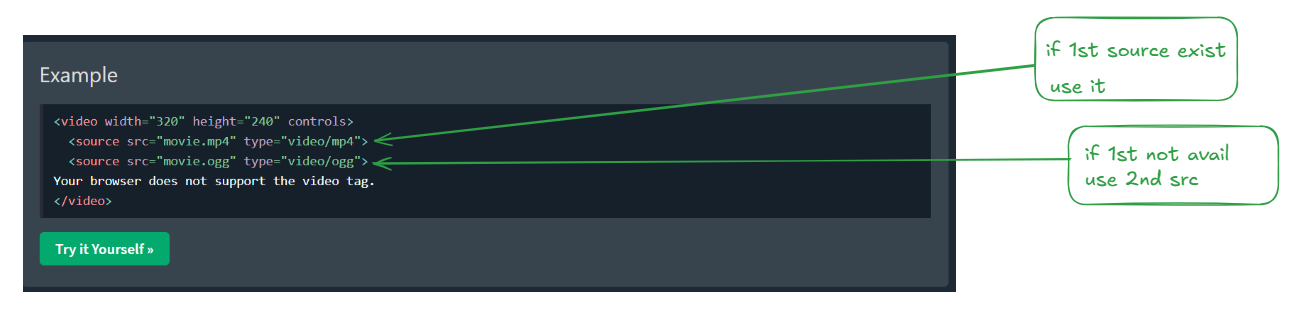 Example
<video width="320" height="240" controls>
<source src="movie.mp4" type="video/mp4">
<source src="movie.ogg" type="video/ogg">
Your browser does not support the video tag.
</video>
Try it Yourself »
if 1st source exist
use it
if 1st not avail
use 2nd src